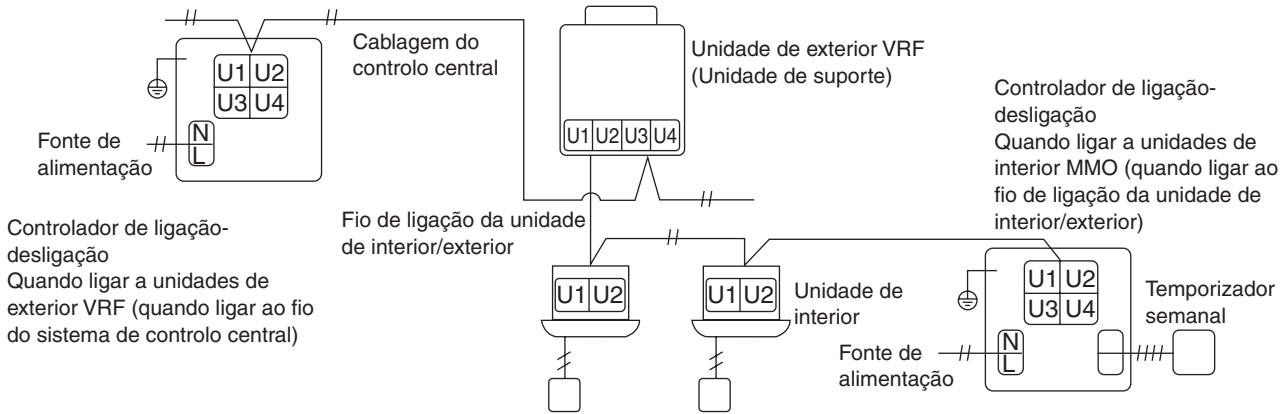 Cablagem do
controlo central
U1 U2
U3 U4
N
L
Fonte de
alimentação
Controlador de ligação-
desligação
Quando ligar a unidades de
exterior VRF (quando ligar ao fio
do sistema de controlo central)
Unidade de exterior VRF
(Unidade de suporte)
U1 U2 U3 U4
Fio de ligação da unidade
de interior/exterior
U1 U2
U1 U2
Unidade de
interior
Controlador de ligação-
desligação
Quando ligar a unidades de
interior MMO (quando ligar ao
fio de ligação da unidade de
interior/exterior)
U1 U2
U3 U4
N
L
Fonte de
alimentação
Temporizador
semanal